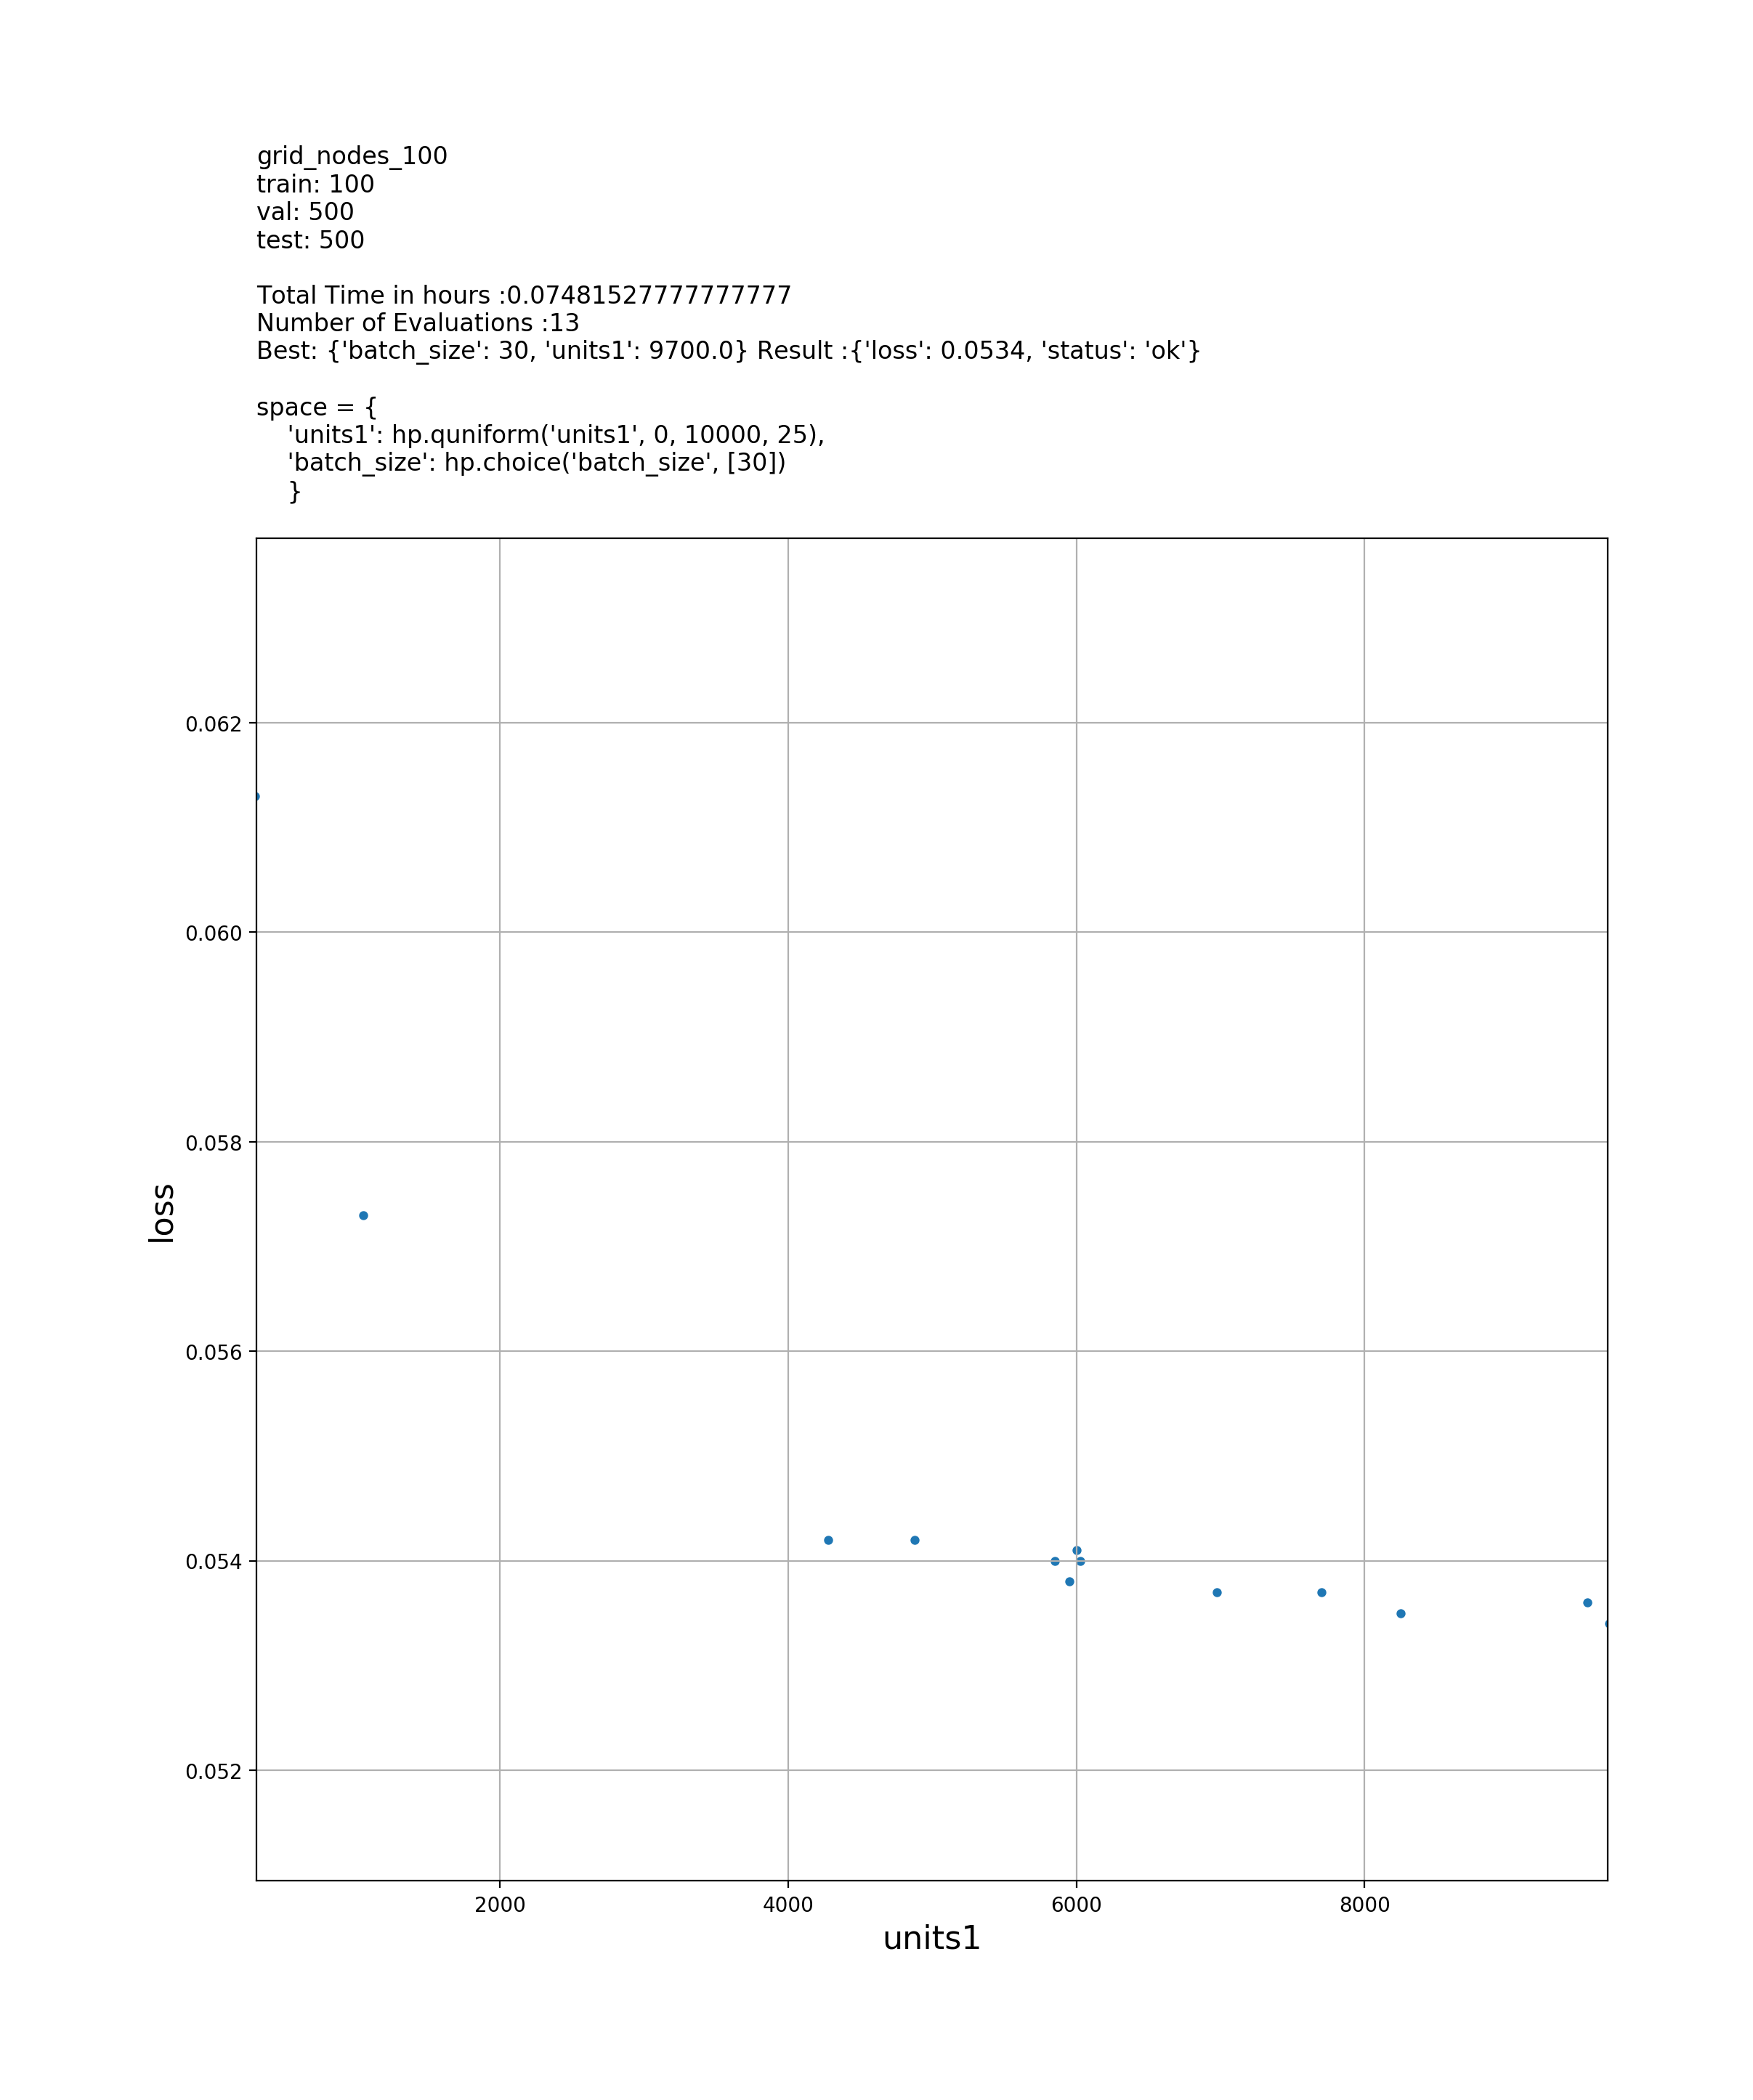 grid_nodes_100
train: 100
val: 500
test: 500
Total Time in hours :0.07481527777777777
Number of Evaluations :13
Best: {'batch_size': 30, 'units1': 9700.0} Result :{'loss': 0.0534, 'status': 'ok'}
space = {
'units1': hp.quniform('units1', 0, 10000, 25),
'batch_size': hp.choice('batch_size', [30])
}
0.062
0.060
0.058
0.056
0.054
0.052
loss
2000 4000 6000 8000
units1